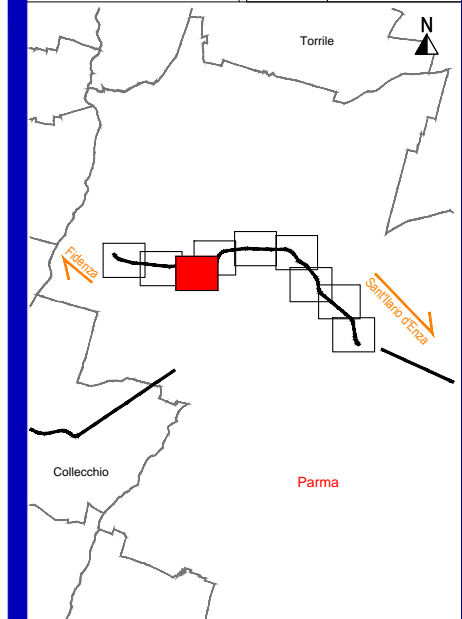 N
Torrile
Fidenza
Sant'Ilario d'Enza
Collecchio
Parma